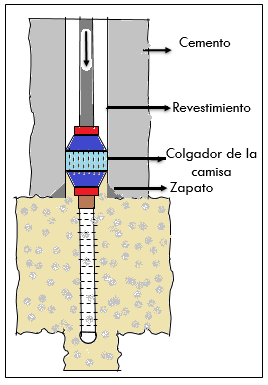 Cemento
Revestimiento
Colgador de la
camisa
Zapato